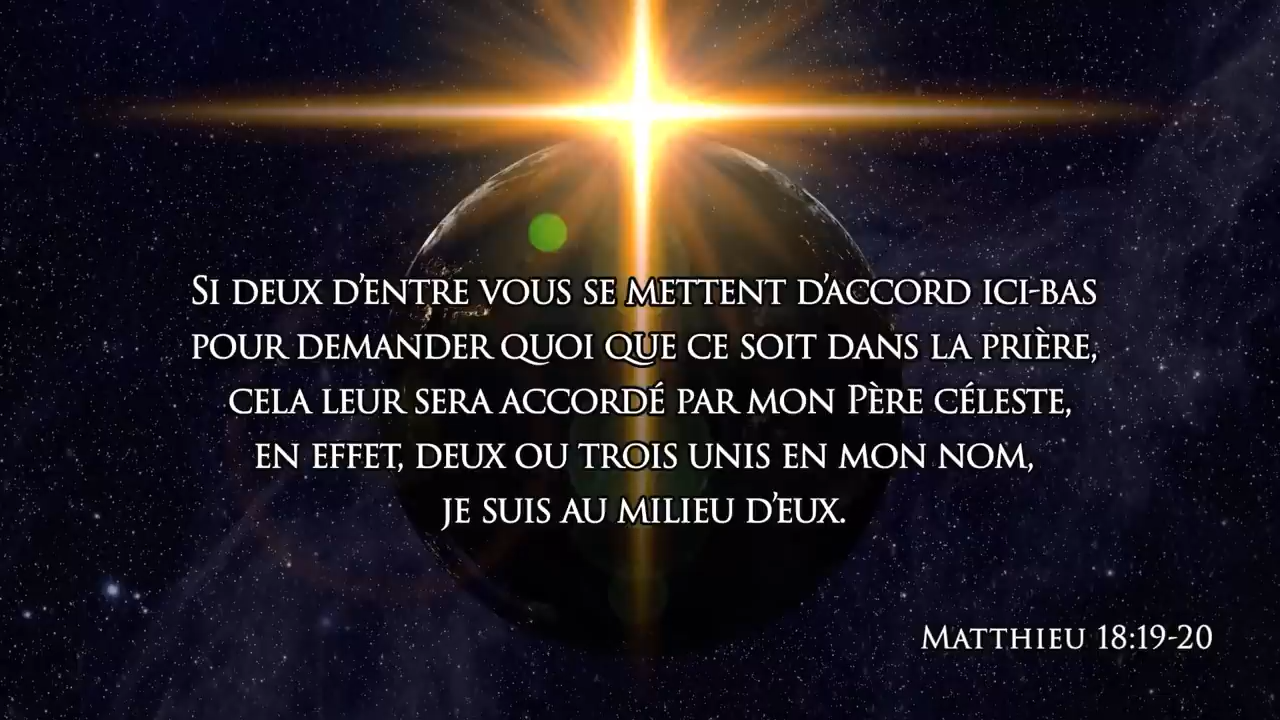 Si deux d'entre vous se mettent d'accord ici-bas
pour demander quoi que ce soit dans la prière,
cela leur sera accordé par mon Père céleste,
en effet, deux ou trois unis en mon nom,
je suis au milieu d'eux.
Matthieu 18:19-20